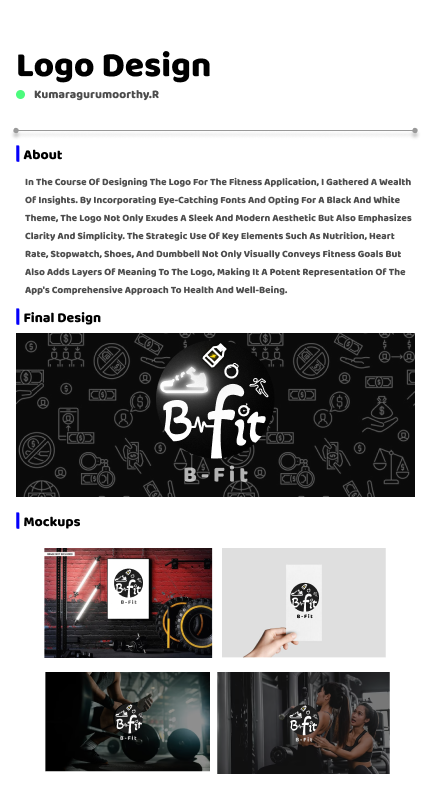 Logo Design
Kumaragurumoorthy.R
About
In The Course Of Designing The Logo For The Fitness Application, I Gathered A Wealth
Of Insights. By Incorporating Eye-Catching Fonts And Opting For A Black And White
Theme, The Logo Not Only Exudes A Sleek And Modern Aesthetic But Also Emphasizes
Clarity And Simplicity. The Strategic Use Of Key Elements Such As Nutrition, Heart
Rate, Stopwatch, Shoes, And Dumbbell Not Only Visually Conveys Fitness Goals But
Also Adds Layers Of Meaning To The Logo, Making It A Potent Representation Of The
App's Comprehensive Approach To Health And Well-Being.
Final Design
B fit
B-Fit
Mockups
B fit
B-Fit
B fit
B-Fit
B fit
B-Fit
B fit
B-Fit